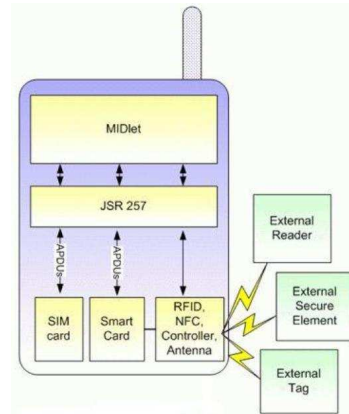 MIDlet
JSR 257
APDUs
APDUs
SIM
card
Smart
Card
RFID,
NFC,
Controller,
Antenna
External
Reader
External
Secure
Element
External
Tag